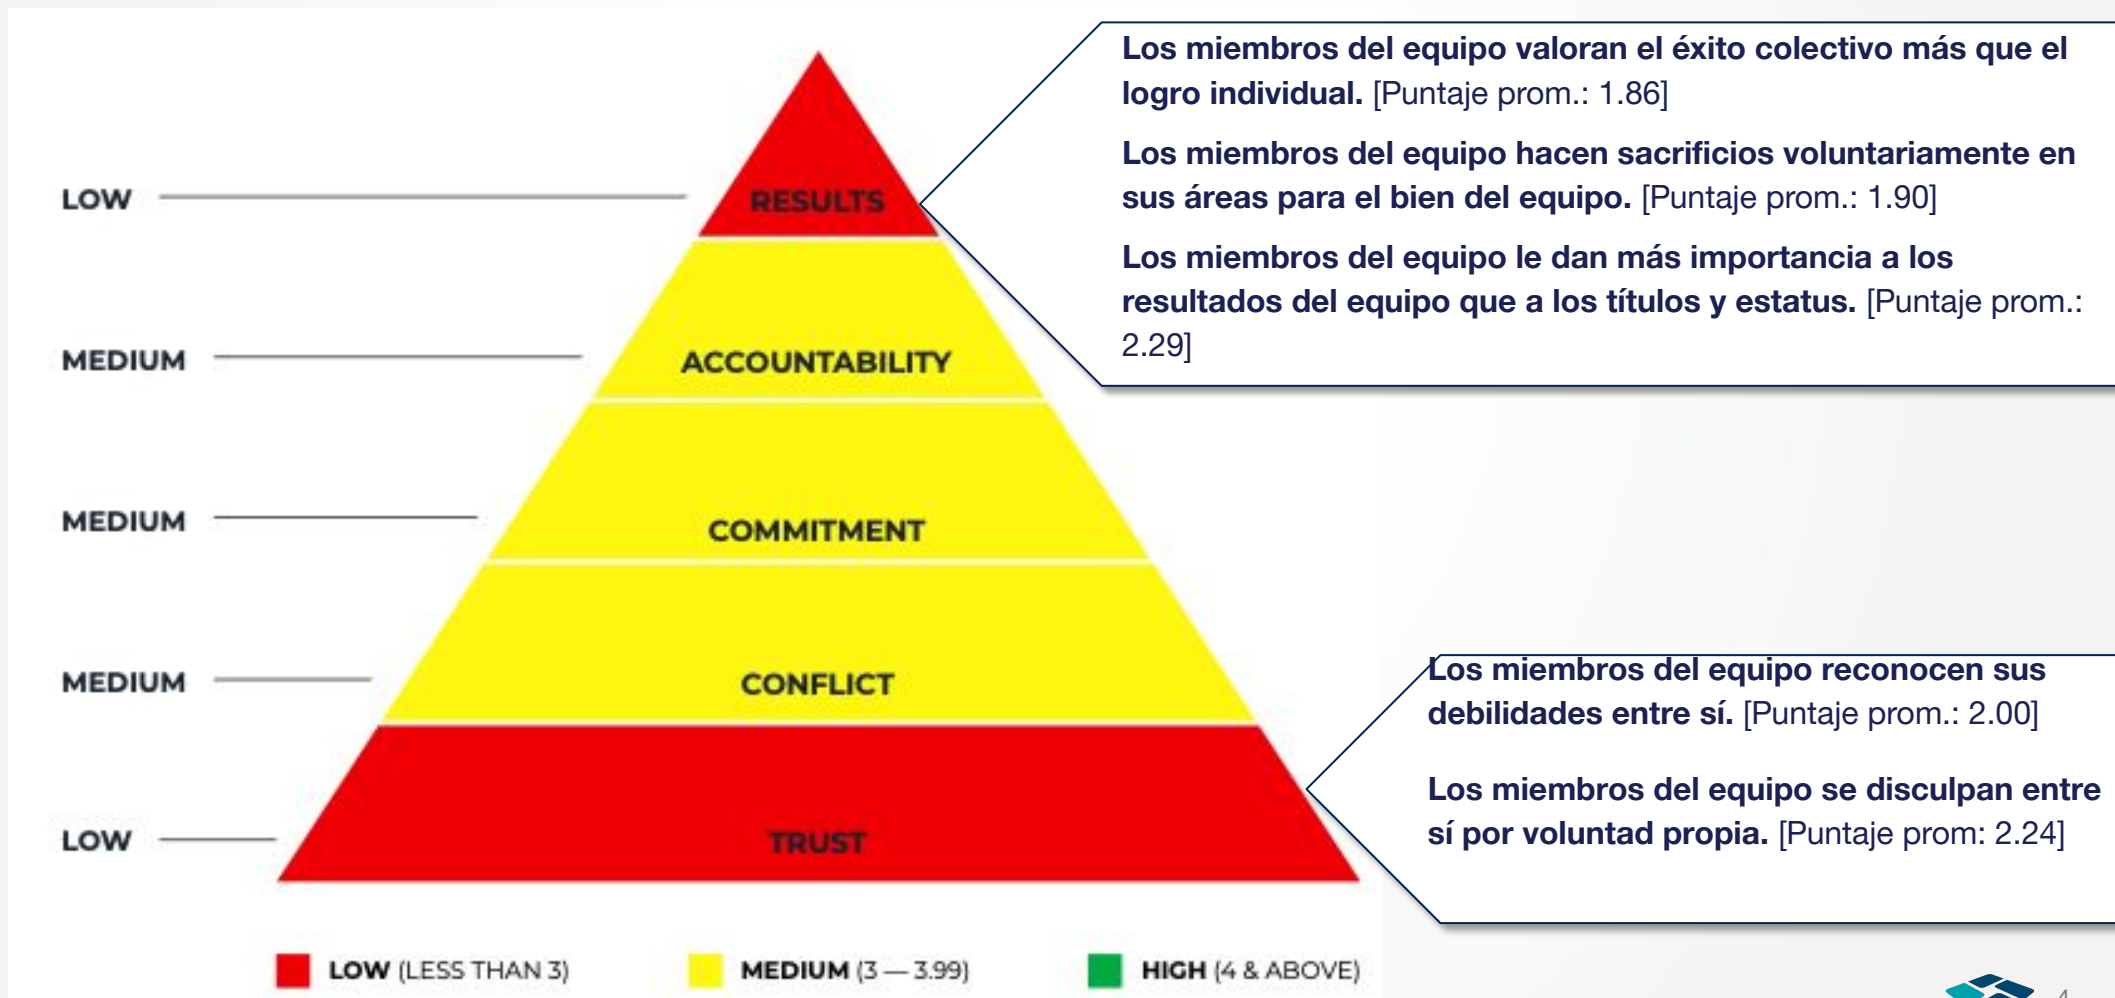 Los miembros del equipo valoran el éxito colectivo más que el
logro individual. [Puntaje prom.: 1.86]
Los miembros del equipo hacen sacrificios voluntariamente en
sus áreas para el bien del equipo. [Puntaje prom.: 1.90]
Los miembros del equipo le dan más importancia a los
resultados del equipo que a los títulos y estatus. [Puntaje prom.:
2.29]
LOW
RESULTS
MEDIUM
ACCOUNTABILITY
MEDIUM
COMMITMENT
MEDIUM
CONFLICT
LOW
TRUST
Los miembros del equipo reconocen sus
debilidades entre sí. [Puntaje prom.: 2.00]
Los miembros del equipo se disculpan entre
sí por voluntad propia. [Puntaje prom: 2.24]
LOW (LESS THAN 3)
MEDIUM (3 — 3.99)
HIGH (4 & ABOVE)
4